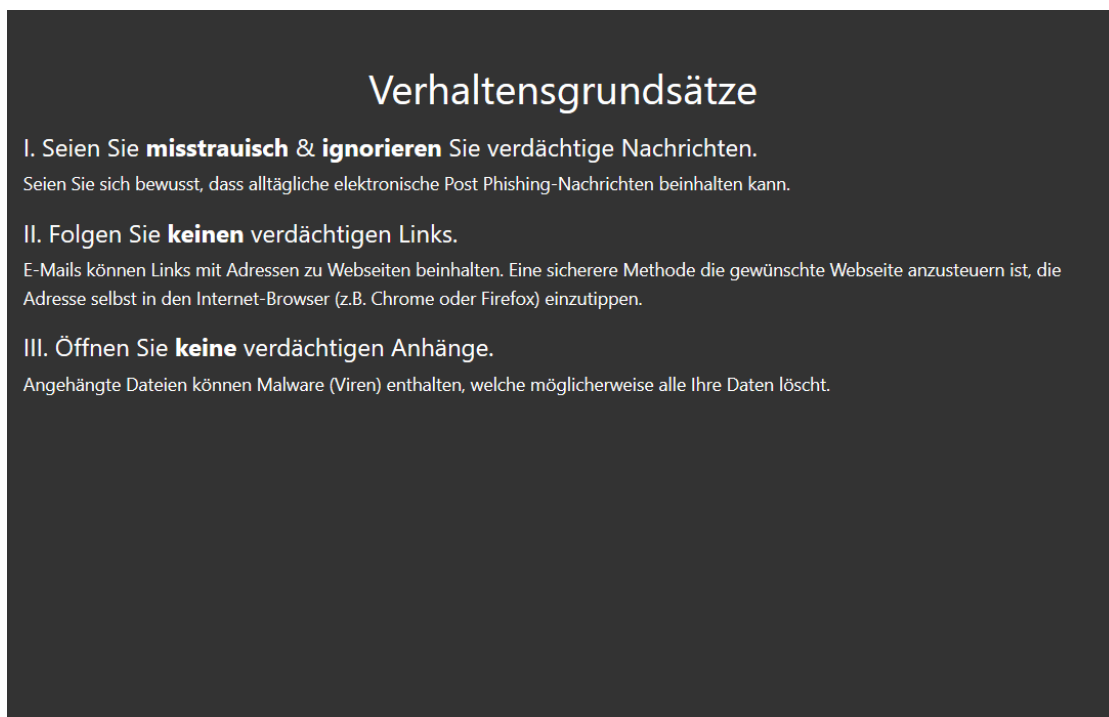 Verhaltensgrundsätze
I. Seien Sie misstrauisch & ignorieren Sie verdächtige Nachrichten.
Seien Sie sich bewusst, dass alltägliche elektronische Post Phishing-Nachrichten beinhalten kann.
II. Folgen Sie keinen verdächtigen Links.
E-Mails können Links mit Adressen zu Webseiten beinhalten. Eine sicherere Methode die gewünschte Webseite anzusteuern ist, die
Adresse selbst in den Internet-Browser (z.B. Chrome oder Firefox) einzutippen.
III. Öffnen Sie keine verdächtigen Anhänge.
Angehängte Dateien können Malware (Viren) enthalten, welche möglicherweise alle Ihre Daten löscht.